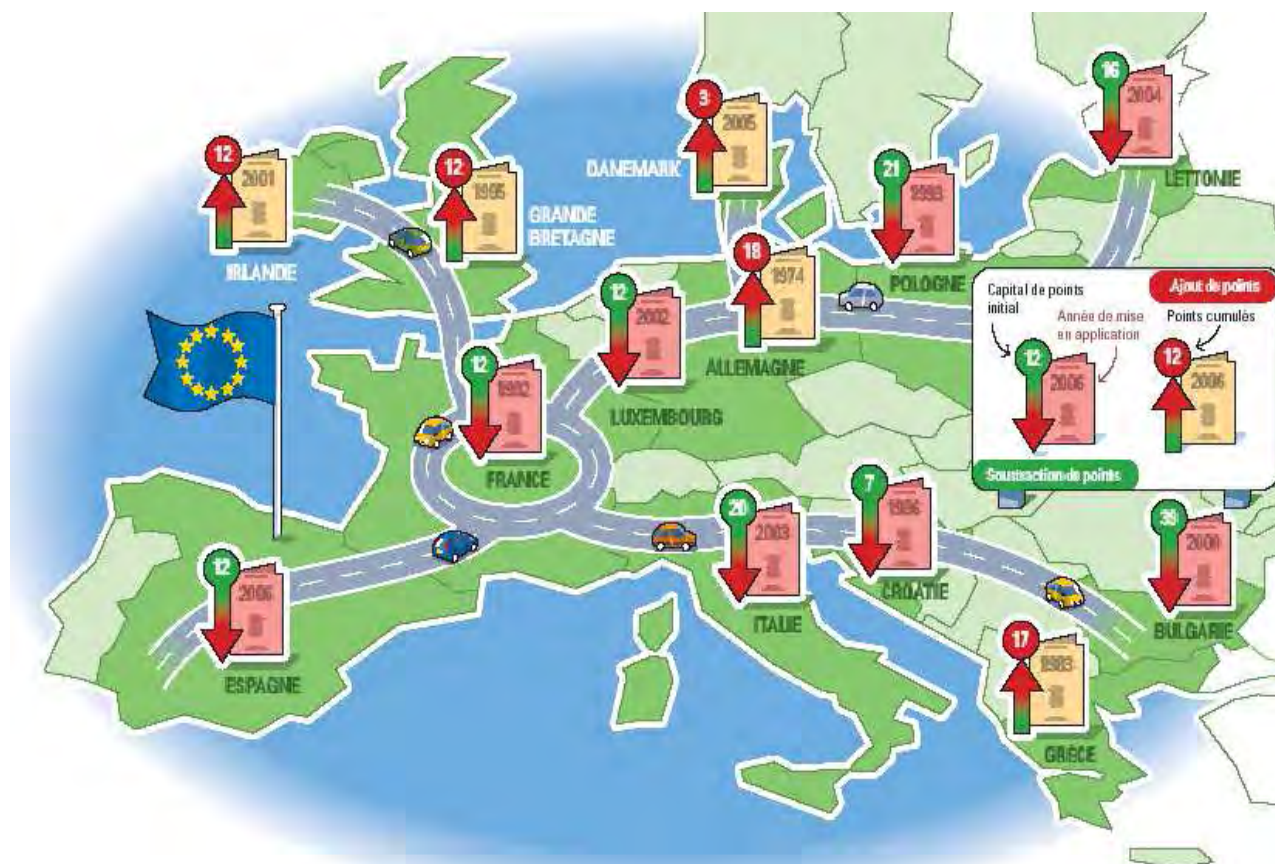 12
2001
IRLANDE
12
1995
GRANDE
BRETAGNE
3
2005
DANEMARK
16
2004
LETTONIE
21
1993
POLOGNE
18
1974
ALLEMAGNE
12
2002
LUXEMBOURG
12
1992
FRANCE
12
2006
ESPAGNE
20
2003
ITALIE
7
CROATIE
39
2000
BULGARIE
17
1983
GRÈCE
Capital de points
initial
Année de mise
en application
12
2006
Soustraction de points
Ajout de points
Points cumulés
12
2006